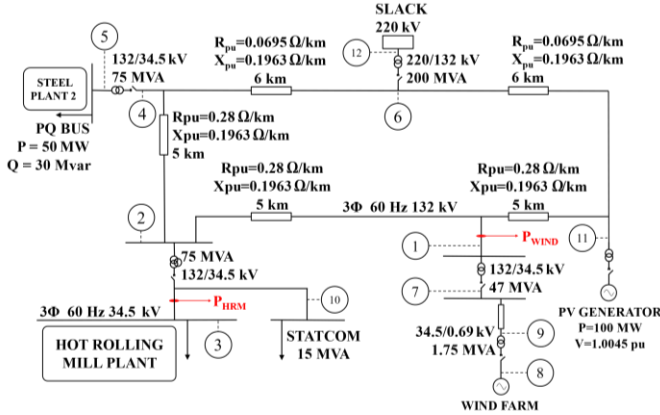 SLACK
220 kV
5
132/34.5 kV
75 MVA
R_pu=0.0695 Ω/km
X_pu=0.1963 Ω/km
6 km
12
220/132 kV
200 MVA
R_pu=0.0695 Ω/km
X_pu=0.1963 Ω/km
6 km
STEEL
PLANT 2
4
6
PQ BUS
P = 50 MW
Q = 30 Mvar
Rpu=0.28 Ω/km
Xpu=0.1963 Ω/km
5 km
Rpu=0.28 Ω/km
Xpu=0.1963 Ω/km
5 km
Rpu=0.28 Ω/km
Xpu=0.1963 Ω/km
5 km
3Φ 60 Hz 132 kV
2
1
P_WIND
11
75 MVA
132/34.5 kV
132/34.5 kV
47 MVA
7
P_HRM
10
3Φ 60 Hz 34.5 kV
3
HOT ROLLING
MILL PLANT
STATCOM
15 MVA
34.5/0.69 kV
1.75 MVA
9
8
WIND FARM
PV GENERATOR
P=100 MW
V=1.0045 pu